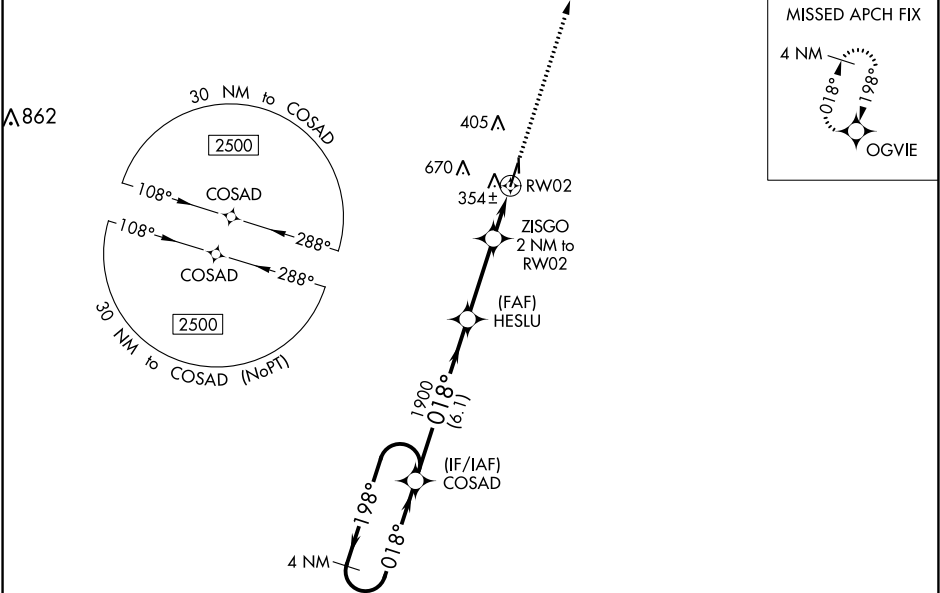 MISSED APCH FIX
4 NM
018°
198°
OGVIE
862
30 NM to COSAD
2500
COSAD
108°
288°
108°
288°
COSAD
2500
30 NM to COSAD (NoPT)
405
670
354±
RW02
ZISGO
2 NM to
RW02
(FAF)
HESLU
1900
018°
(6.1)
(IF/IAF)
COSAD
198°
018°
4 NM